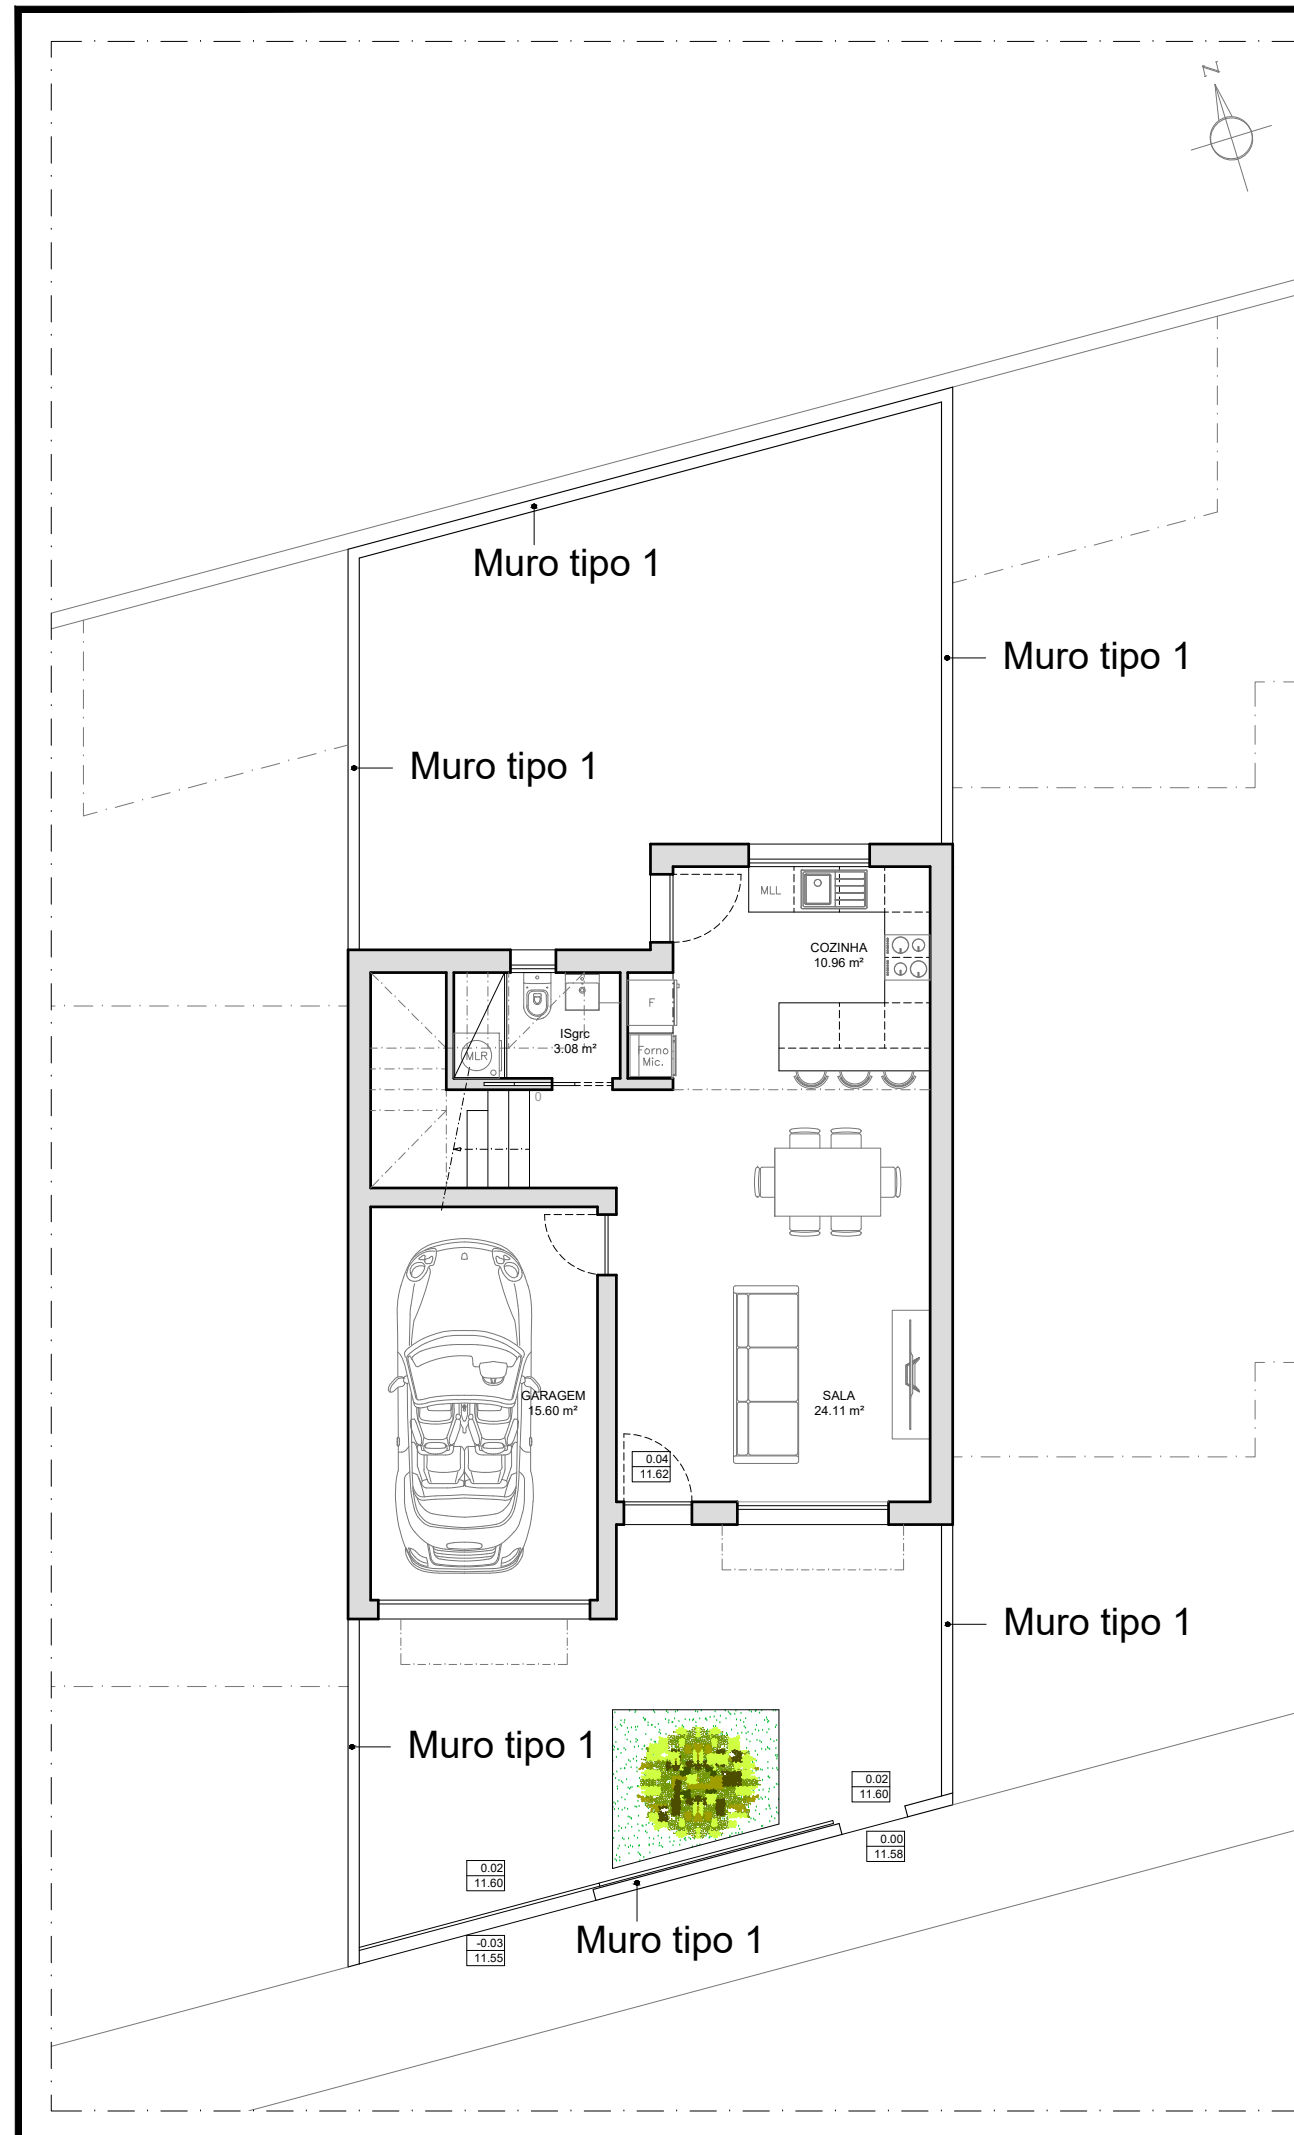 N
Muro tipo 1
Muro tipo 1
Muro tipo 1
MLL
COZINHA
10.96 m²
F
ISgrc
3.08 m²
MLR
Forno
Mic.
0
GARAGEM
15.60 m²
SALA
24.11 m²
0.04
11.62
Muro tipo 1
Muro tipo 1
0.02
11.60
0.00
11.58
0.02
11.60
Muro tipo 1
-0.03
11.55